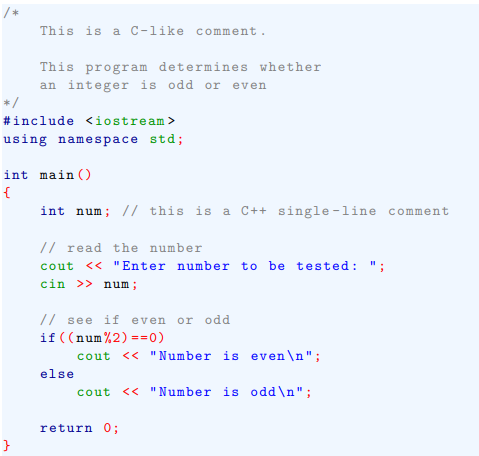 /*
    This is a C-like comment.

    This program determines whether
    an integer is odd or even
*/
#include <iostream>
using namespace std;

int main()
{
    int num; // this is a C++ single-line comment

    // read the number
    cout << "Enter number to be tested: ";
    cin >> num;

    // see if even or odd
    if((num%2)==0)
        cout << "Number is even\n";
    else
        cout << "Number is odd\n";

    return 0;
}